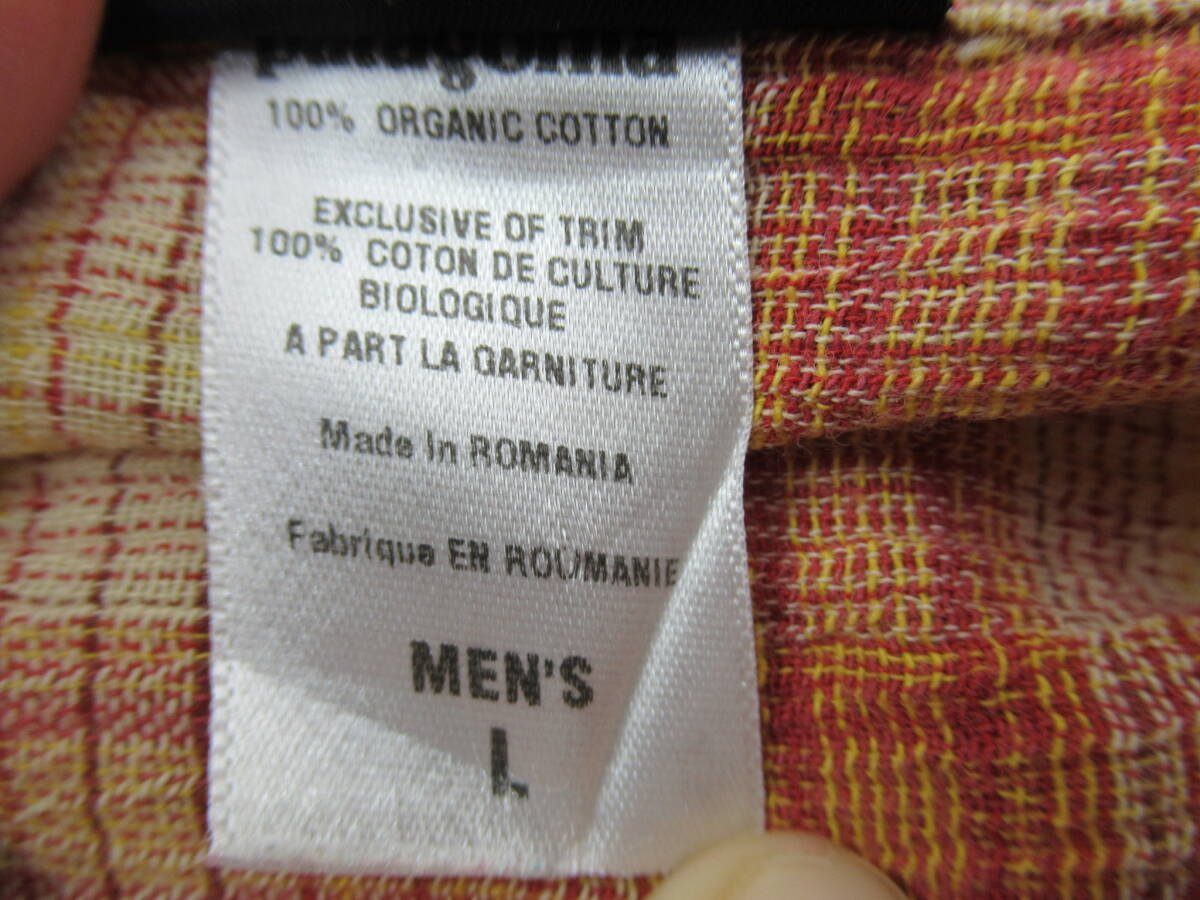 patagonia
100% ORGANIC COTTON
EXCLUSIVE OF TRIM
100% COTON DE CULTURE
BIOLOGIQUE
A PART LA GARNITURE
Made in ROMANIA
Fabrique EN ROUMANIE
MEN'S
L